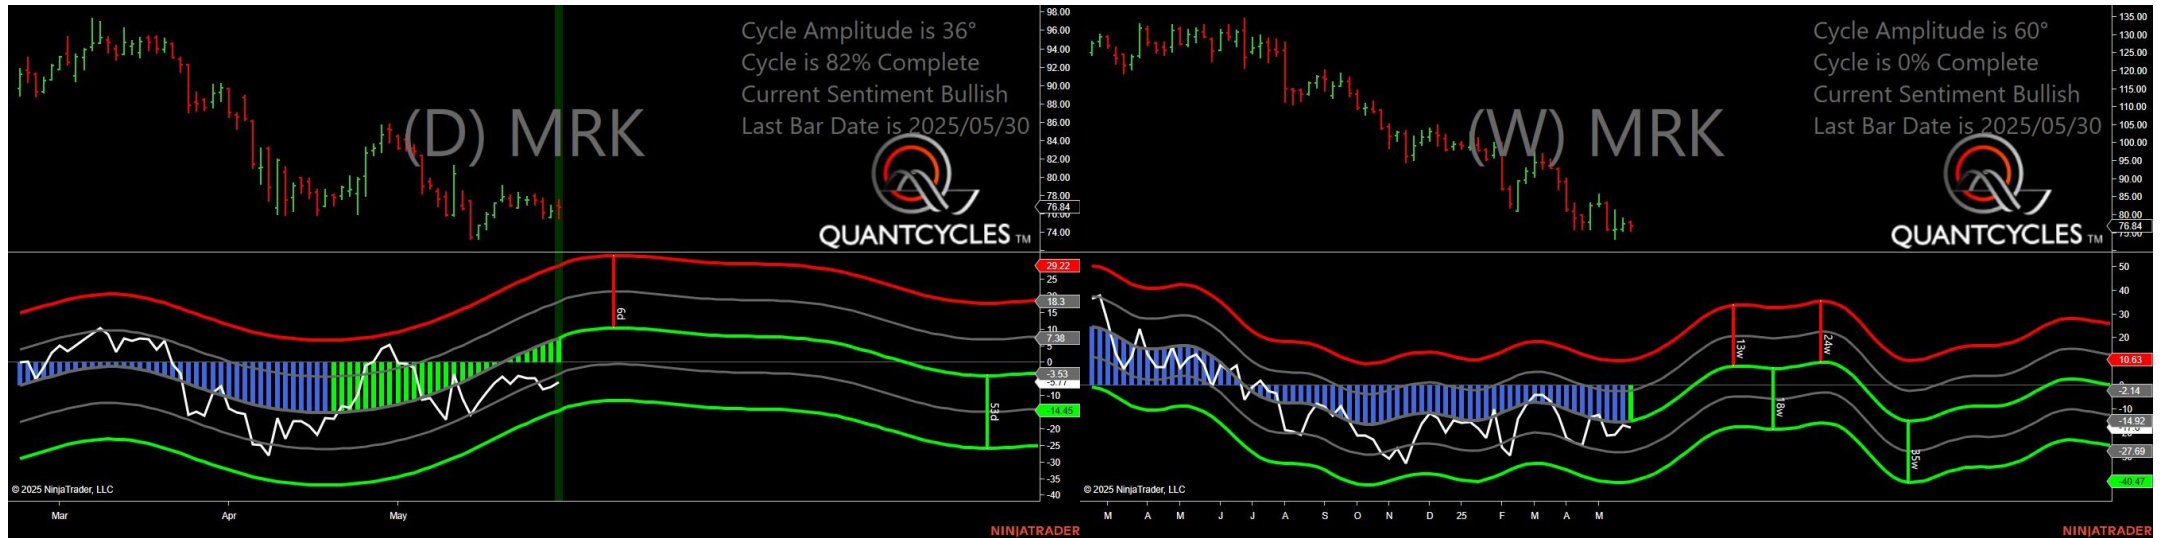 Cycle Amplitude is 36°
Cycle is 82% Complete
Current Sentiment Bullish
Last Bar Date is 2025/05/30
(D) MRK
QUANTCYCLES TM
98.00
96.00
94.00
92.00
90.00
88.00
86.00
84.00
82.00
80.00
78.00
76.84
76.00
74.00
6d
53d
29.22
25
18.3
15
10
7.38
5
0
-3.53
-5.77
-10
-14.45
-20
-25
-30
-35
-40
© 2025 NinjaTrader, LLC
Mar
Apr
May
NINJATRADER
Cycle Amplitude is 60°
Cycle is 0% Complete
Current Sentiment Bullish
Last Bar Date is 2025/05/30
(W) MRK
QUANTCYCLES TM
135.00
130.00
125.00
120.00
115.00
110.00
105.00
100.00
95.00
90.00
85.00
80.00
76.84
13w
24w
18w
35w
50
40
30
20
10.63
0
-2.14
-10
-14.92
-27.69
-40.47
© 2025 NinjaTrader, LLC
M
A
M
J
J
A
S
O
N
D
25
F
M
A
M
NINJATRADER